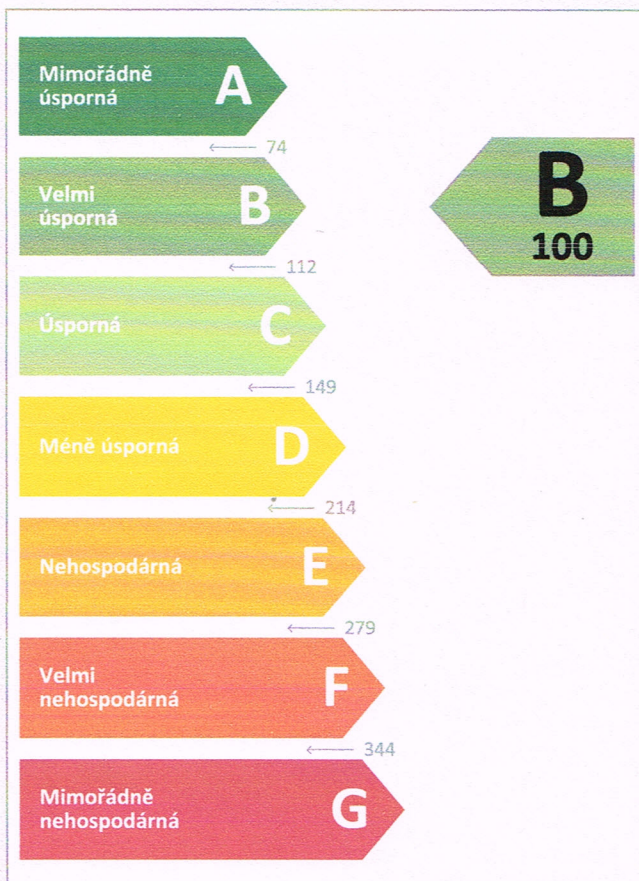 Mimořádně
úsporná
A
← 74
Velmi
úsporná
B
← 112
B
100
Úsporná
C
← 149
Méně úsporná
D
← 214
Nehospodárná
E
← 279
Velmi
nehospodárná
F
← 344
Mimořádně
nehospodárná
G